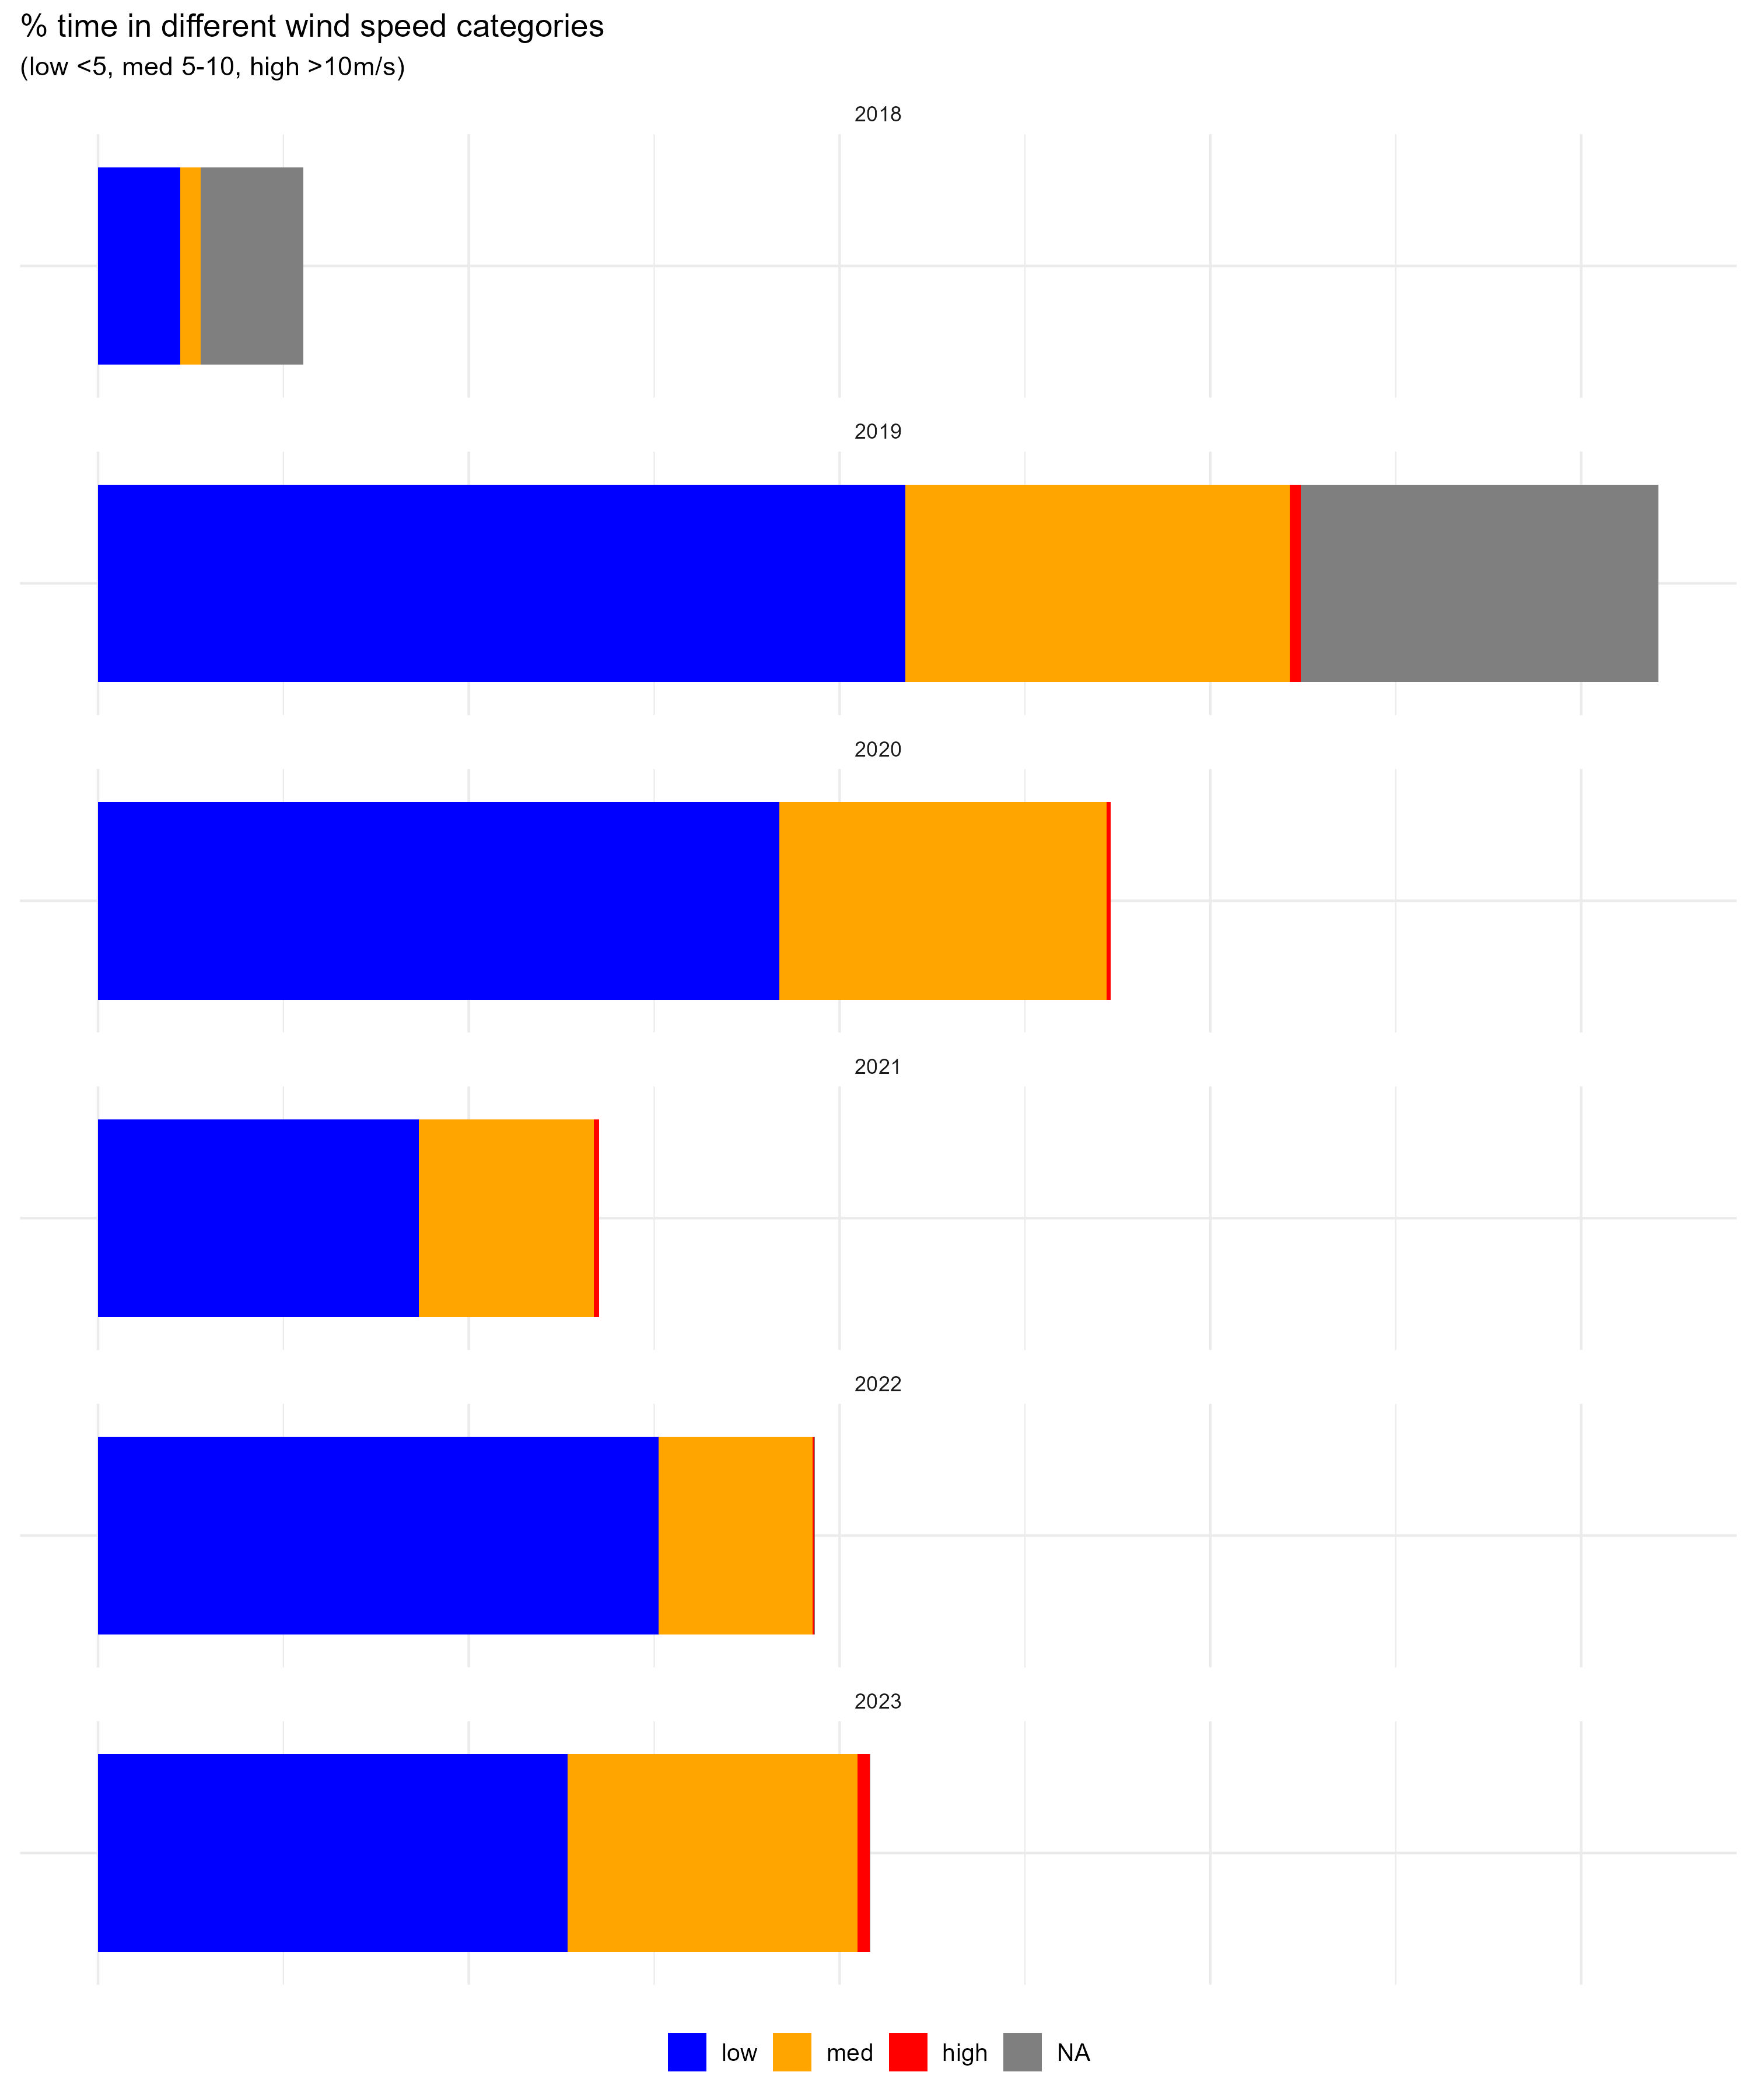 % time in different wind speed categories
(low <5, med 5-10, high >10m/s)
2018
2019
2020
2021
2022
2023
low med high NA